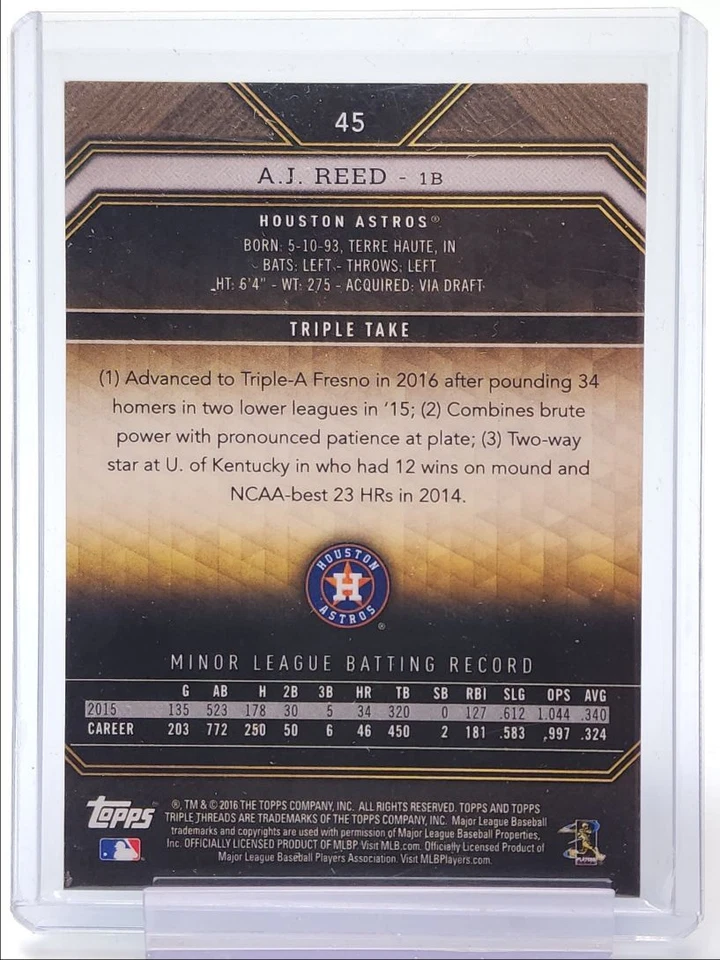 45
A.J. REED - 1B
HOUSTON ASTROS®
BORN: 5-10-93, TERRE HAUTE, IN
BATS: LEFT - THROWS: LEFT
HT: 6'4" - WT: 275 - ACQUIRED: VIA DRAFT
TRIPLE TAKE
(1) Advanced to Triple-A Fresno in 2016 after pounding 34
homers in two lower leagues in '15; (2) Combines brute
power with pronounced patience at plate; (3) Two-way
star at U. of Kentucky in who had 12 wins on mound and
NCAA-best 23 HRs in 2014.
HOUSTON
H
ASTROS
®
MINOR LEAGUE BATTING RECORD
G AB H 2B 3B HR TB SB RBI SLG OPS AVG
2015 135 523 178 30 5 34 320 0 127 .612 1.044 .340
CAREER 203 772 250 50 6 46 450 2 181 .583 .997 .324
Topps
®, TM & © 2016 THE TOPPS COMPANY, INC. ALL RIGHTS RESERVED. TOPPS AND TOPPS
TRIPLE THREADS ARE TRADEMARKS OF THE TOPPS COMPANY, INC. Major League Baseball
trademarks and copyrights are used with permission of Major League Baseball Properties,
Inc. OFFICIALLY LICENSED PRODUCT OF MLBP Visit MLB.com. Officially Licensed Product of
Major League Baseball Players Association. Visit MLBPlayers.com.